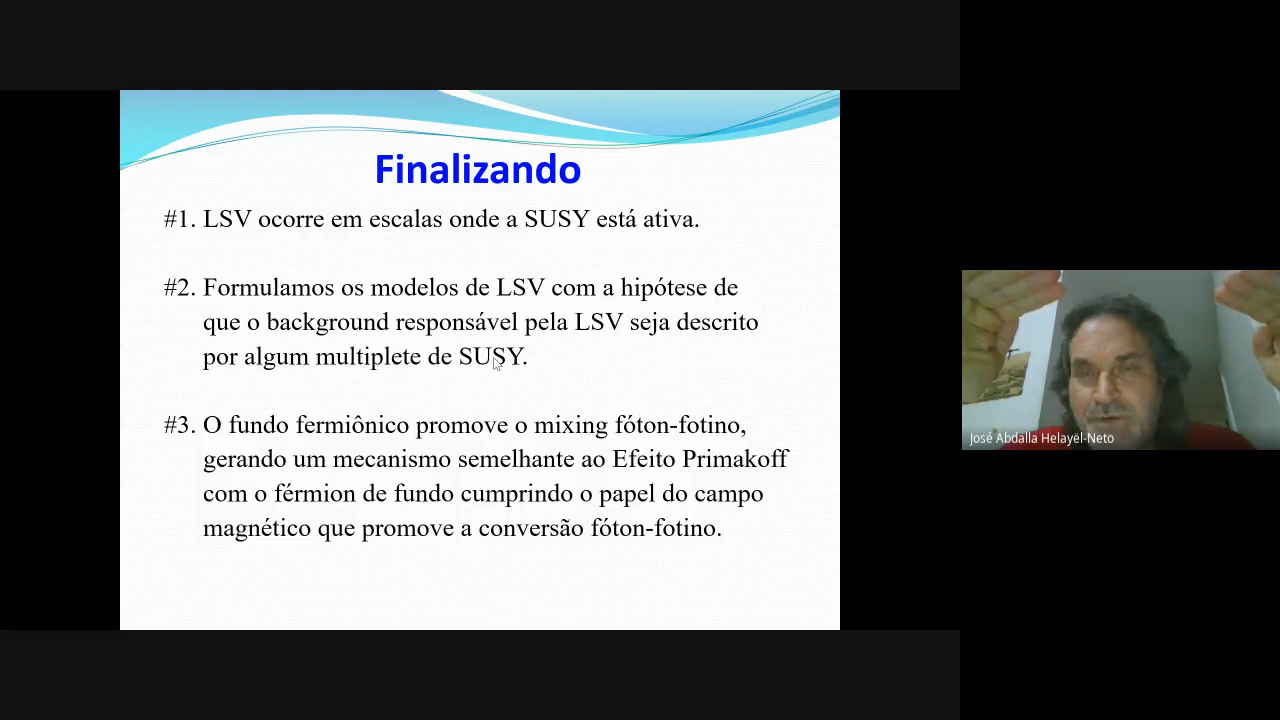 Finalizando
#1. LSV ocorre em escalas onde a SUSY está ativa.
#2. Formulamos os modelos de LSV com a hipótese de
que o background responsável pela LSV seja descrito
por algum multiplete de SUSY.
#3. O fundo fermiônico promove o mixing fóton-fotino,
gerando um mecanismo semelhante ao Efeito Primakoff
com o férmion de fundo cumprindo o papel do campo
magnético que promove a conversão fóton-fotino.
José Abdalla Helayël-Neto